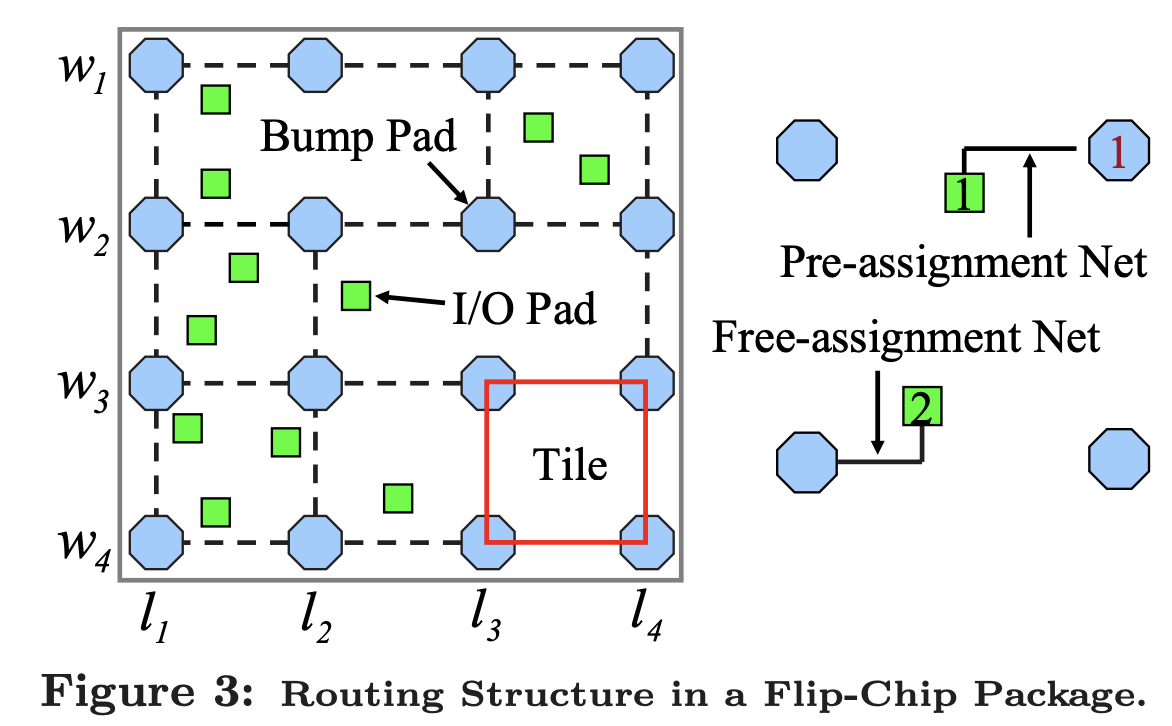 w1
Bump Pad
1
1
w2
Pre-assignment Net
I/O Pad
Free-assignment Net
w3
2
Tile
w4
l1
l2
l3
l4
Figure 3: Routing Structure in a Flip-Chip Package.